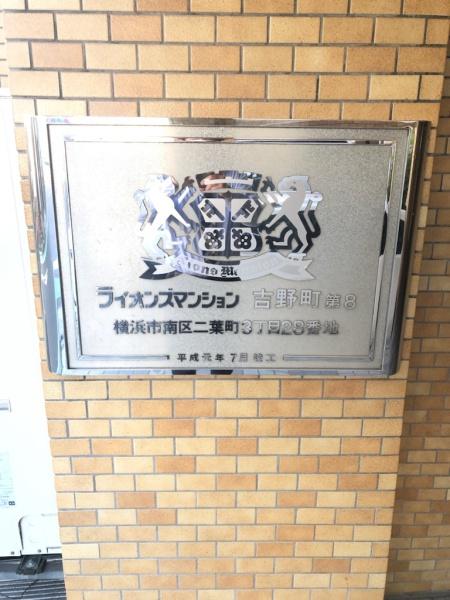 ライオンズマンション 吉野町 第8
横浜市南区二葉町3丁目28番地
平成元年7月竣工